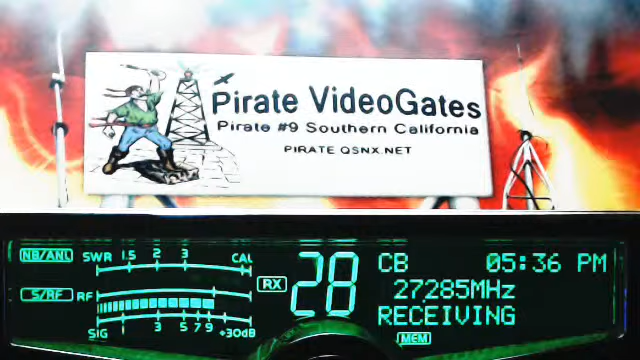 Pirate VideoGates
Pirate #9 Southern California
PIRATE QSNX.NET
NB/ANL SWR 1.5 2 3 CAL
S/RF RF
SIG 3 5 7 9 +30dB
RX 28
CB 05:36 PM
27.285MHz
RECEIVING
MEM